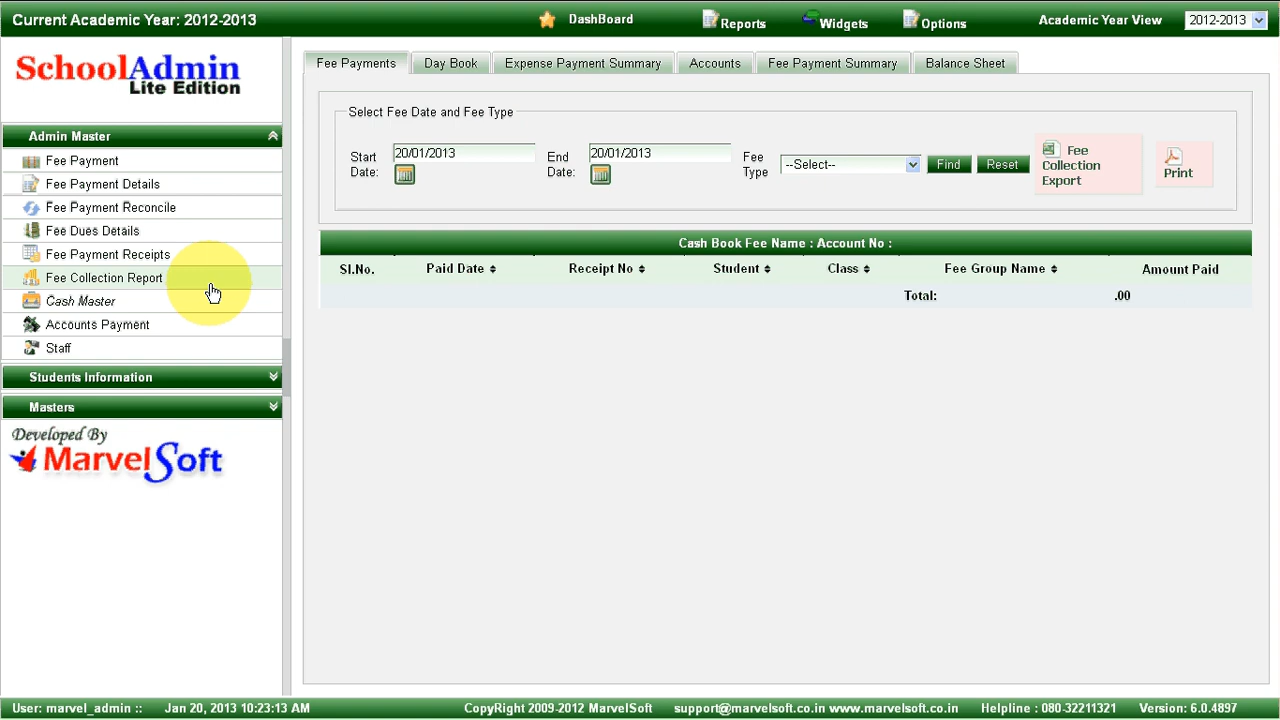 Current Academic Year: 2012-2013
DashBoard
Reports
Widgets
Options
Academic Year View
2012-2013
SchoolAdmin
Lite Edition
Admin Master
Fee Payment
Fee Payment Details
Fee Payment Reconcile
Fee Dues Details
Fee Payment Receipts
Fee Collection Report
Cash Master
Accounts Payment
Staff
Students Information
Masters
Developed By
MarvelSoft
Fee Payments
Day Book
Expense Payment Summary
Accounts
Fee Payment Summary
Balance Sheet
Select Fee Date and Fee Type
Start
Date:
20/01/2013
End
Date:
20/01/2013
Fee
Type
--Select--
Find
Reset
Fee
Collection
Export
Print
Cash Book Fee Name : Account No :
Sl.No. Paid Date Receipt No Student Class Fee Group Name Amount Paid
Total: .00
User: marvel_admin :: Jan 20, 2013 10:23:13 AM CopyRight 2009-2012 MarvelSoft support@marvelsoft.co.in www.marvelsoft.co.in Helpline : 080-32211321 Version: 6.0.4897